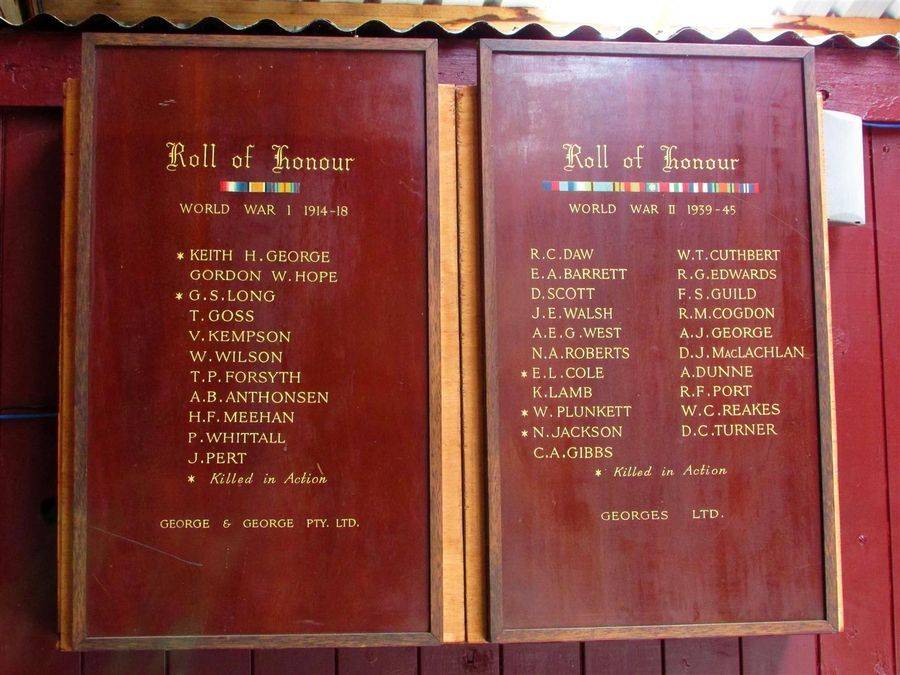 Roll of Honour
WORLD WAR I 1914-18
* KEITH H. GEORGE
GORDON W. HOPE
* G.S. LONG
T. GOSS
V. KEMPSON
W. WILSON
T.P. FORSYTH
A.B. ANTHONSEN
H.F. MEEHAN
P. WHITTALL
J. PERT
* Killed in Action
GEORGE & GEORGE PTY. LTD.
Roll of Honour
WORLD WAR II 1939-45
R.C. DAW
E.A. BARRETT
D. SCOTT
J.E. WALSH
A.E.G. WEST
N.A. ROBERTS
* E.L. COLE
K. LAMB
* W. PLUNKETT
* N. JACKSON
C.A. GIBBS
W.T. CUTHBERT
R.G. EDWARDS
F.S. GUILD
R.M. COGDON
A.J. GEORGE
D.J. MacLACHLAN
A. DUNNE
R.F. PORT
W.C. REAKES
D.C. TURNER
* Killed in Action
GEORGES LTD.